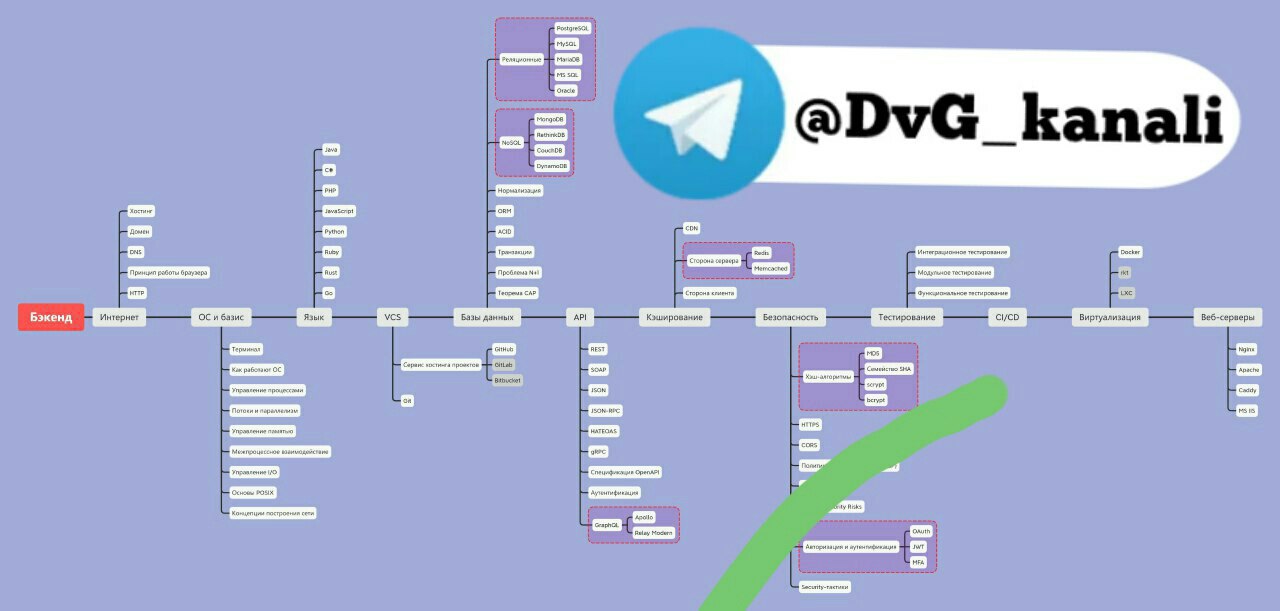 @DvG_kanali
Бэкенд
Интернет
Хостинг
Домен
DNS
Принцип работы браузера
HTTP
ОС и базис
Терминал
Как работают ОС
Управление процессами
Потоки и параллелизм
Управление памятью
Межпроцессное взаимодействие
Управление I/O
Основы POSIX
Концепции построения сети
Язык
Java
C#
PHP
JavaScript
Python
Ruby
Rust
Go
VCS
Сервис хостинга проектов
GitHub
GitLab
Bitbucket
Git
Базы данных
Реляционные
PostgreSQL
MySQL
MariaDB
MS SQL
Oracle
NoSQL
MongoDB
RethinkDB
CouchDB
DynamoDB
Нормализация
ORM
ACID
Транзакции
Проблема N+1
Теорема CAP
API
REST
SOAP
JSON
JSON-RPC
HATEOAS
gRPC
Спецификация OpenAPI
Аутентификация
GraphQL
Apollo
Relay Modern
Кэширование
CDN
Сторона сервера
Redis
Memcached
Сторона клиента
Безопасность
Хэш-алгоритмы
MD5
Семейство SHA
scrypt
bcrypt
HTTPS
CORS
Risks
Авторизация и аутентификация
OAuth
JWT
MFA
Security-тактики
Тестирование
Интеграционное тестирование
Модульное тестирование
Функциональное тестирование
CI/CD
Виртуализация
Docker
rkt
LXC
Веб-серверы
Nginx
Apache
Caddy
MS IIS